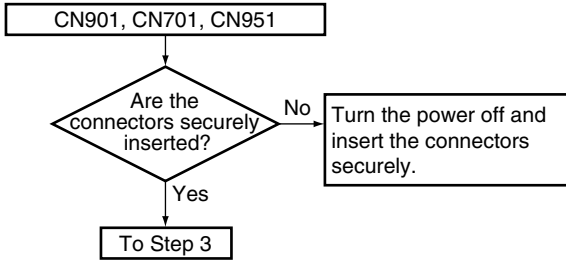 CN901, CN701, CN951
Are the
connectors securely
inserted?
No
Turn the power off and
insert the connectors
securely.
Yes
To Step 3